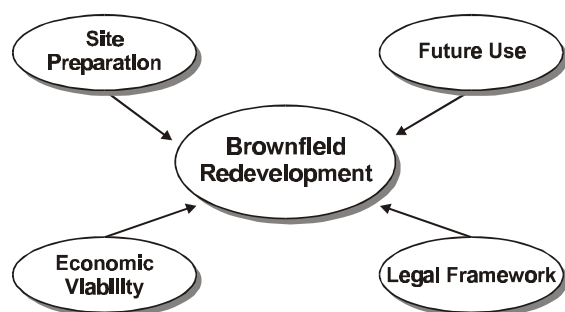 Site
Preparation
Future Use
Brownfield
Redevelopment
Economic
Viability
Legal Framework